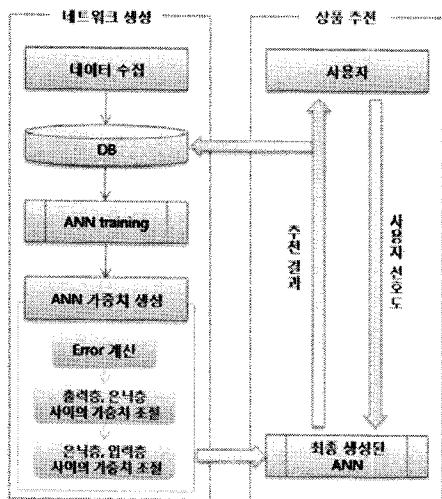 네트워크 생성
데이터 수집
DB
ANN training
ANN 가중치 생성
Error 계산
출력층, 은닉층
사이의 가중치 조절
은닉층, 입력층
사이의 가중치 조절
상품 추천
사용자
추천 결과
사용자 선호도
최종 생성된
ANN